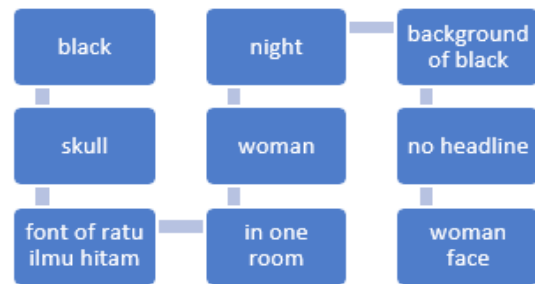 black
skull
font of ratu
ilmu hitam
in one
room
woman
night
background
of black
no headline
woman
face